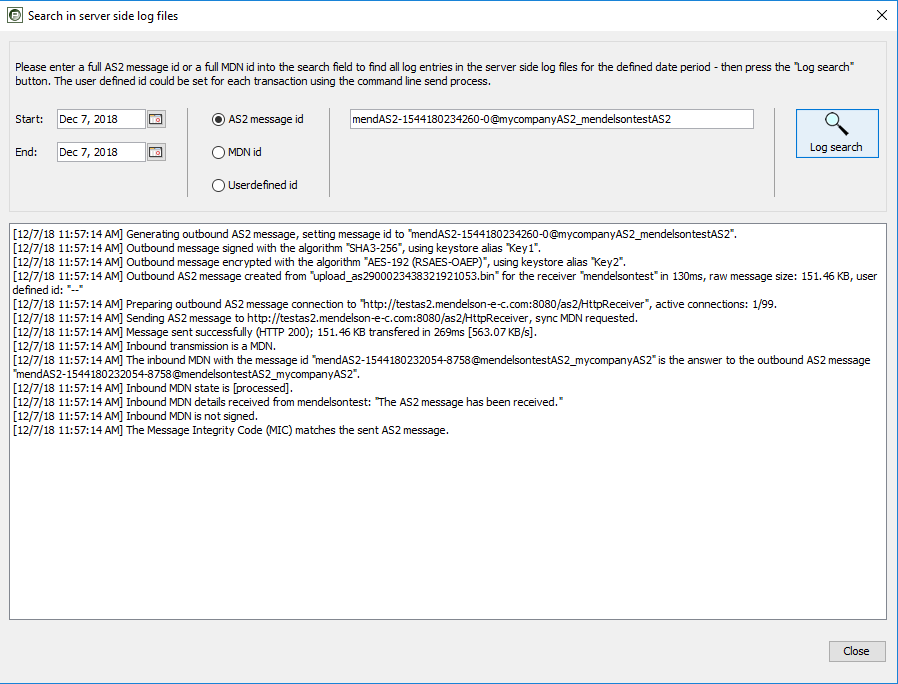 Search in server side log files
Please enter a full AS2 message id or a full MDN id into the search field to find all log entries in the server side log files for the defined date period - then press the "Log search"
button. The user defined id could be set for each transaction using the command line send process.
Start: Dec 7, 2018 AS2 message id mendAS2-1544180234260-0@mycompanyAS2_mendelsontestAS2
Log search
End: Dec 7, 2018 MDN id
Userdefined id
[12/7/18 11:57:14 AM] Generating outbound AS2 message, setting message id to "mendAS2-1544180234260-0@mycompanyAS2_mendelsontestAS2".
[12/7/18 11:57:14 AM] Outbound message signed with the algorithm "SHA3-256", using keystore alias "Key1".
[12/7/18 11:57:14 AM] Outbound message encrypted with the algorithm "AES-192 (RSAES-OAEP)", using keystore alias "Key2".
[12/7/18 11:57:14 AM] Outbound AS2 message created from "upload_as2900023438321921053.bin" for the receiver "mendelsontest" in 130ms, raw message size: 151.46 KB, user
defined id: "--"
[12/7/18 11:57:14 AM] Preparing outbound AS2 message connection to "http://testas2.mendelson-e-c.com:8080/as2/HttpReceiver", active connections: 1/99.
[12/7/18 11:57:14 AM] Sending AS2 message to http://testas2.mendelson-e-c.com:8080/as2/HttpReceiver, sync MDN requested.
[12/7/18 11:57:14 AM] Message sent successfully (HTTP 200); 151.46 KB transfered in 269ms [563.07 KB/s].
[12/7/18 11:57:14 AM] Inbound transmission is a MDN.
[12/7/18 11:57:14 AM] The inbound MDN with the message id "mendAS2-1544180232054-8758@mendelsontestAS2_mycompanyAS2" is the answer to the outbound AS2 message
"mendAS2-1544180232054-8758@mendelsontestAS2_mycompanyAS2".
[12/7/18 11:57:14 AM] Inbound MDN state is [processed].
[12/7/18 11:57:14 AM] Inbound MDN details received from mendelsontest: "The AS2 message has been received."
[12/7/18 11:57:14 AM] Inbound MDN is not signed.
[12/7/18 11:57:14 AM] The Message Integrity Code (MIC) matches the sent AS2 message.
Close